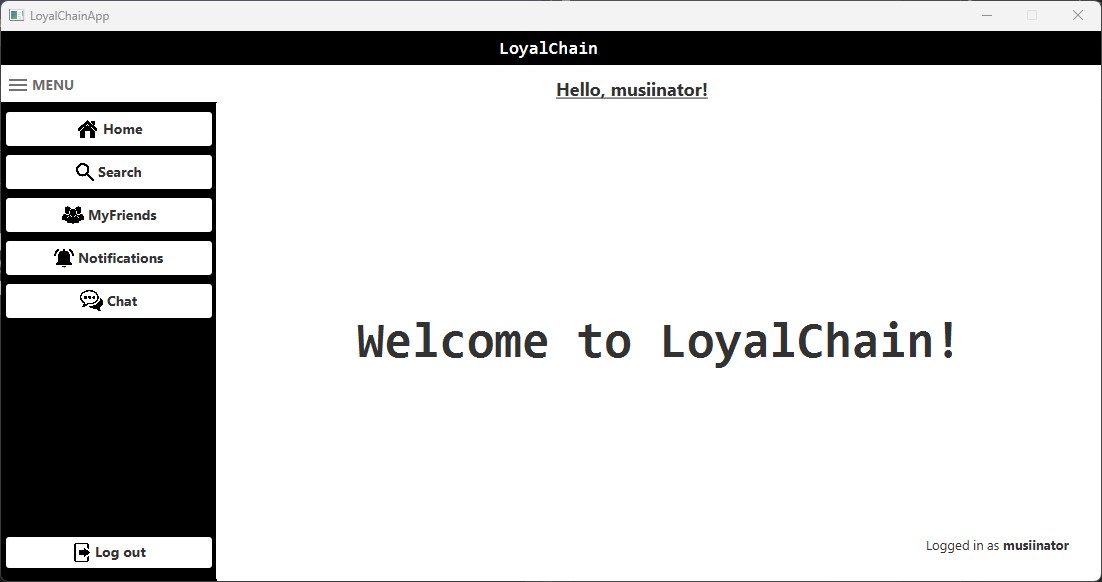 LoyalChainApp
LoyalChain
MENU
Hello, musiinator!
Home
Search
MyFriends
Notifications
Chat
Welcome to LoyalChain!
Logged in as musiinator
Log out